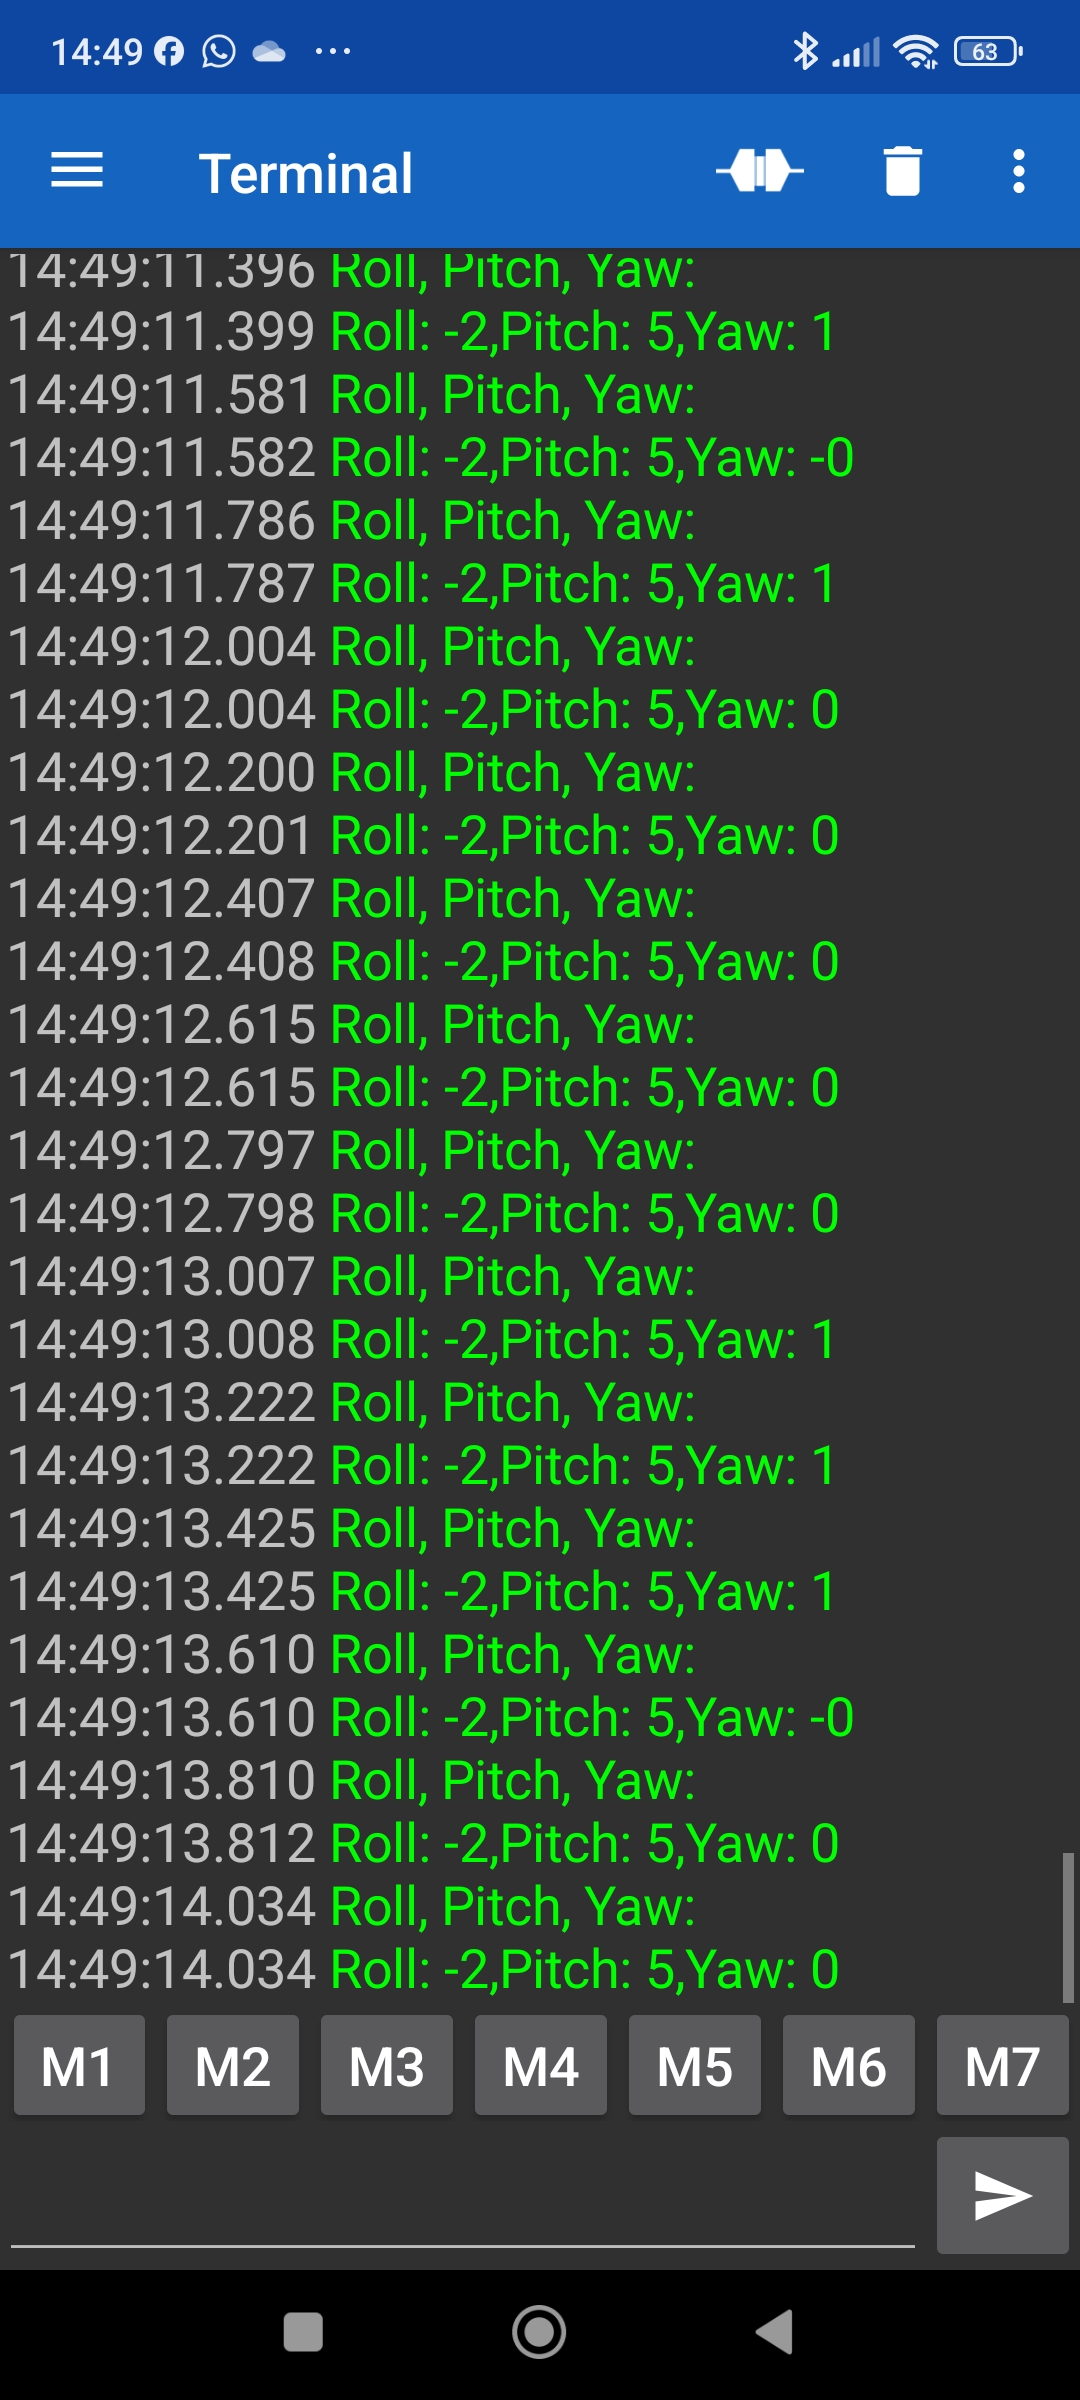 14:49 63
Terminal
14:49:11.396 Roll, Pitch, Yaw:
14:49:11.399 Roll: -2,Pitch: 5,Yaw: 1
14:49:11.581 Roll, Pitch, Yaw:
14:49:11.582 Roll: -2,Pitch: 5,Yaw: -0
14:49:11.786 Roll, Pitch, Yaw:
14:49:11.787 Roll: -2,Pitch: 5,Yaw: 1
14:49:12.004 Roll, Pitch, Yaw:
14:49:12.004 Roll: -2,Pitch: 5,Yaw: 0
14:49:12.200 Roll, Pitch, Yaw:
14:49:12.201 Roll: -2,Pitch: 5,Yaw: 0
14:49:12.407 Roll, Pitch, Yaw:
14:49:12.408 Roll: -2,Pitch: 5,Yaw: 0
14:49:12.615 Roll, Pitch, Yaw:
14:49:12.615 Roll: -2,Pitch: 5,Yaw: 0
14:49:12.797 Roll, Pitch, Yaw:
14:49:12.798 Roll: -2,Pitch: 5,Yaw: 0
14:49:13.007 Roll, Pitch, Yaw:
14:49:13.008 Roll: -2,Pitch: 5,Yaw: 1
14:49:13.222 Roll, Pitch, Yaw:
14:49:13.222 Roll: -2,Pitch: 5,Yaw: 1
14:49:13.425 Roll, Pitch, Yaw:
14:49:13.425 Roll: -2,Pitch: 5,Yaw: 1
14:49:13.610 Roll, Pitch, Yaw:
14:49:13.610 Roll: -2,Pitch: 5,Yaw: -0
14:49:13.810 Roll, Pitch, Yaw:
14:49:13.812 Roll: -2,Pitch: 5,Yaw: 0
14:49:14.034 Roll, Pitch, Yaw:
14:49:14.034 Roll: -2,Pitch: 5,Yaw: 0
M1 M2 M3 M4 M5 M6 M7